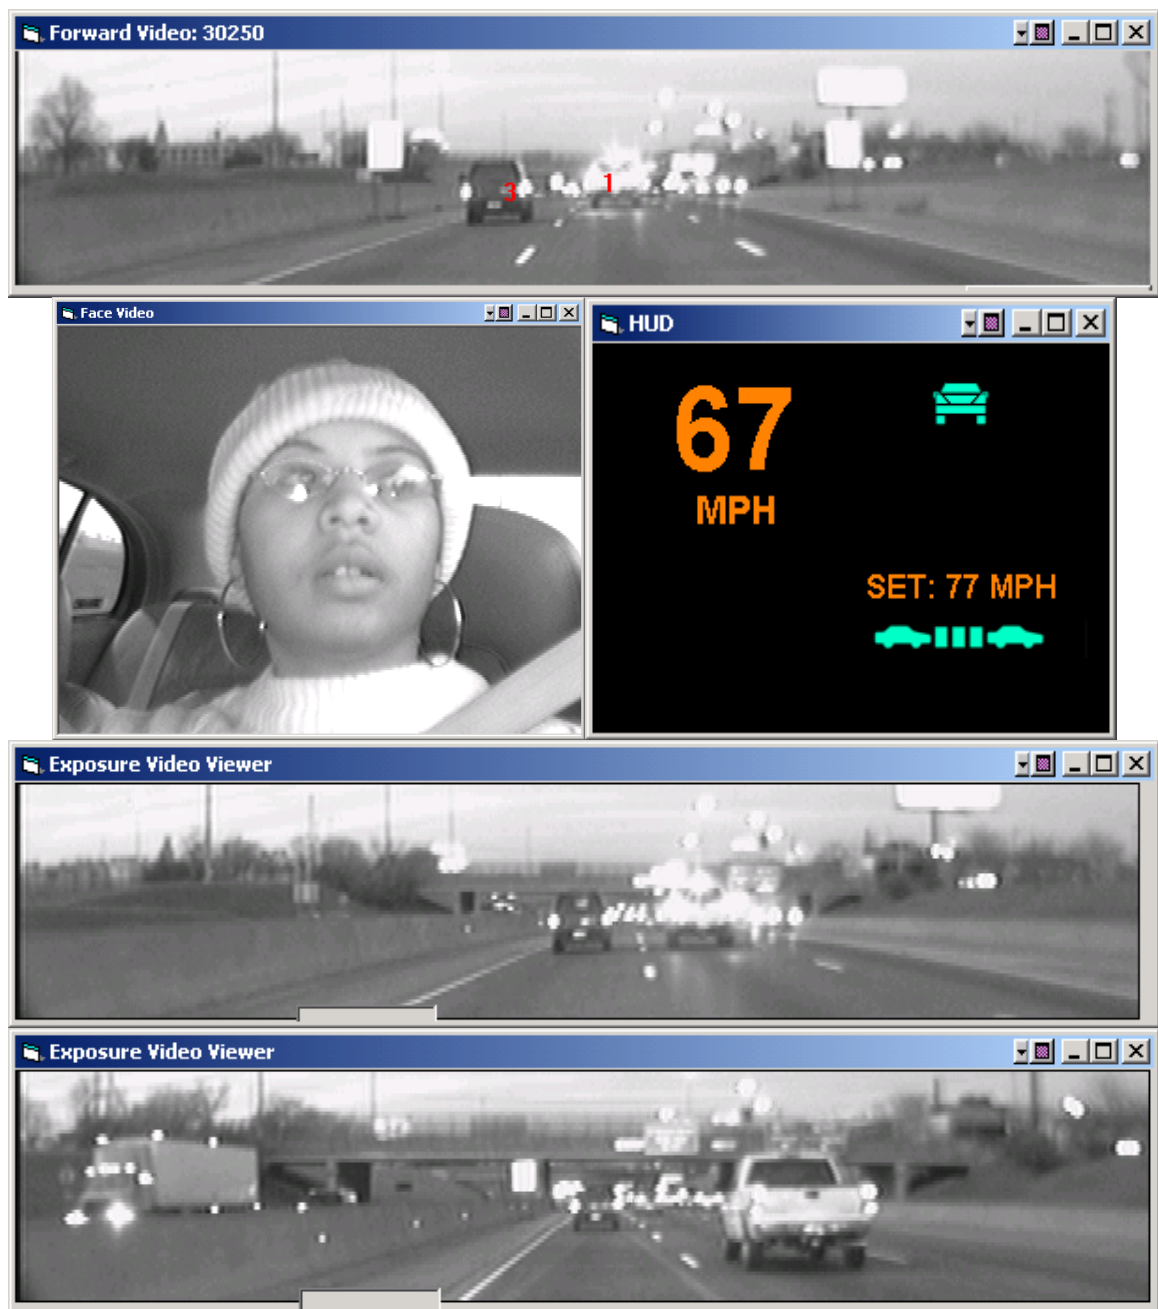 Forward Video: 30250
3
1
Face Video
HUD
67
MPH
SET: 77 MPH
Exposure Video Viewer
Exposure Video Viewer